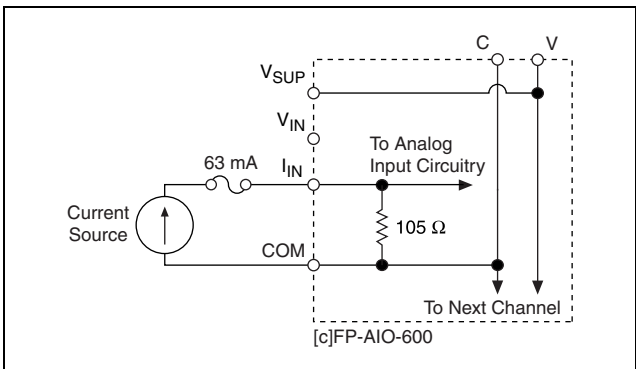 C V
VSUP
VIN
To Analog
Input Circuitry
63 mA
IIN
Current
Source
105 Ω
COM
To Next Channel
[c]FP-AIO-600